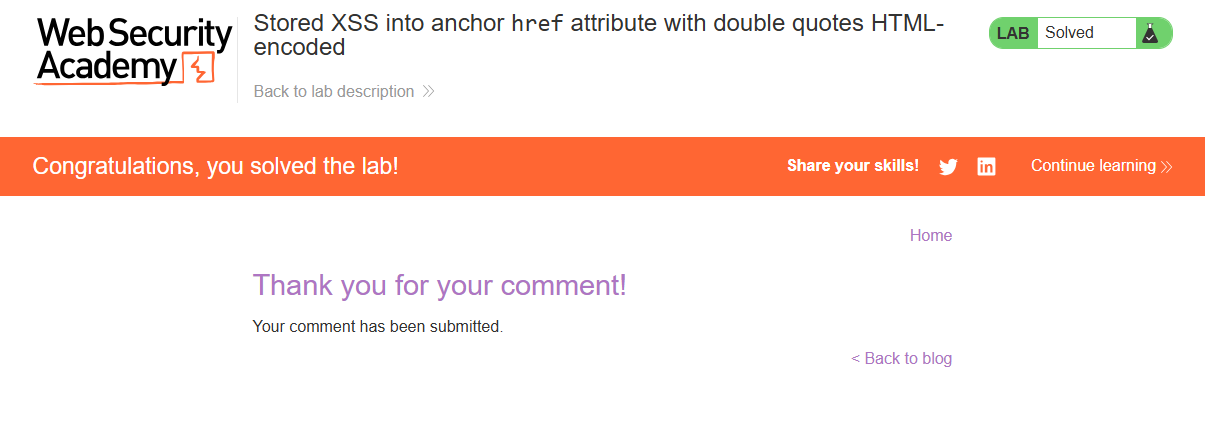 Web Security
Academy
Stored XSS into anchor href attribute with double quotes HTML-
encoded
LAB Solved
Back to lab description
Congratulations, you solved the lab!
Share your skills!
Continue learning
Home
Thank you for your comment!
Your comment has been submitted.
< Back to blog